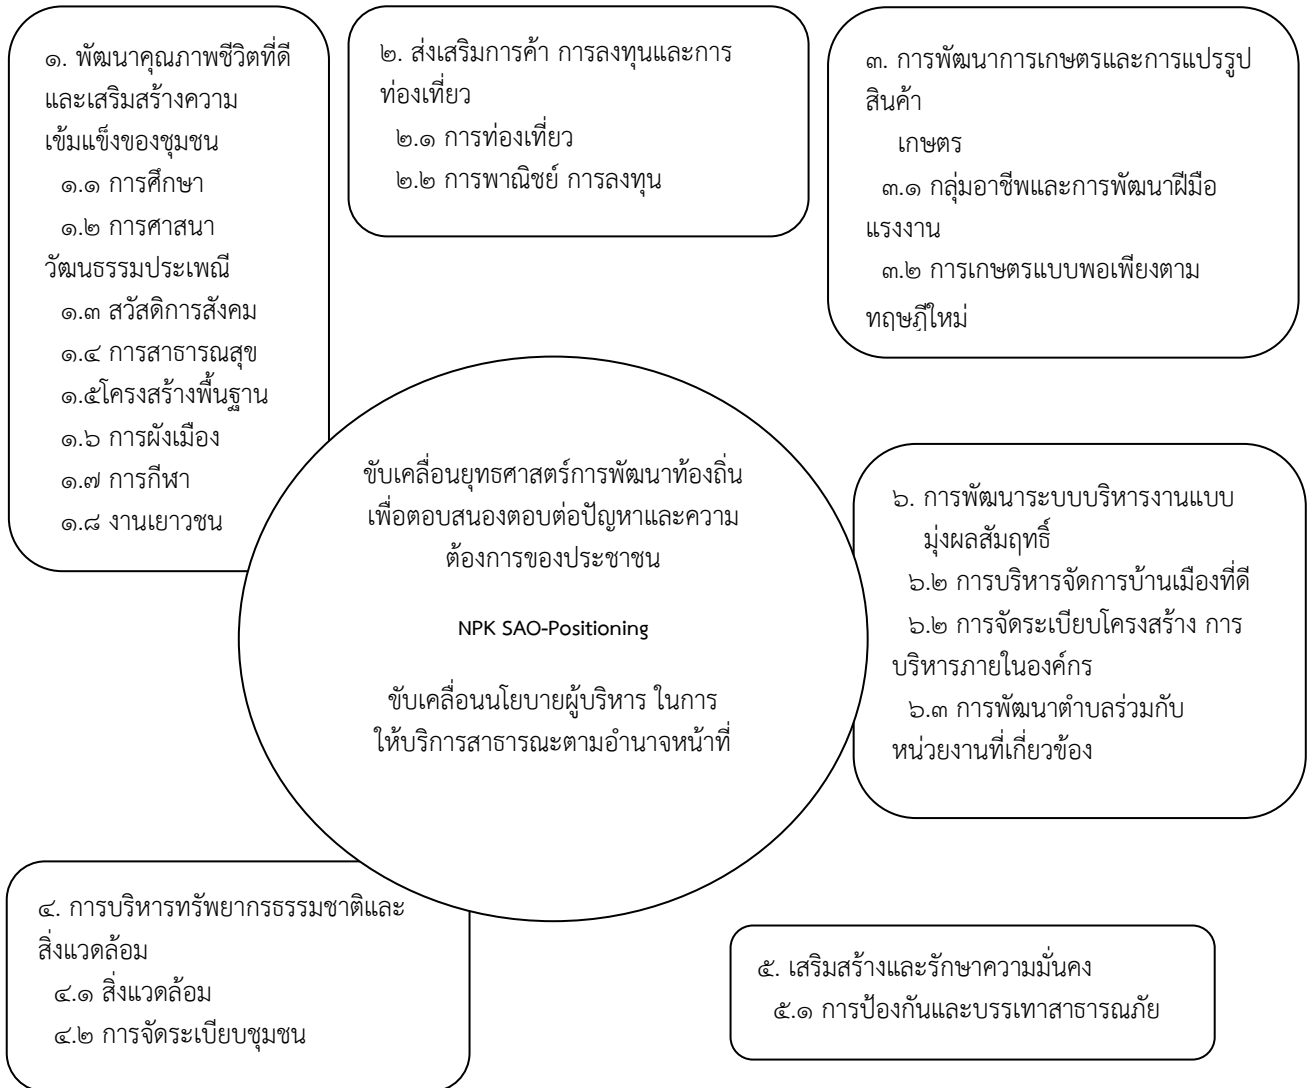 ๑. พัฒนาคุณภาพชีวิตที่ดี
และเสริมสร้างความ
เข้มแข็งของชุมชน
๑.๑ การศึกษา
๑.๒ การศาสนา
วัฒนธรรมประเพณี
๑.๓ สวัสดิการสังคม
๑.๔ การสาธารณสุข
๑.๕โครงสร้างพื้นฐาน
๑.๖ การผังเมือง
๑.๗ การกีฬา
๑.๘ งานเยาวชน
๒. ส่งเสริมการค้า การลงทุนและการ
ท่องเที่ยว
๒.๑ การท่องเที่ยว
๒.๒ การพาณิชย์ การลงทุน
๓. การพัฒนาการเกษตรและการแปรรูป
สินค้า
เกษตร
๓.๑ กลุ่มอาชีพและการพัฒนาฝีมือ
แรงงาน
๓.๒ การเกษตรแบบพอเพียงตาม
ทฤษฎีใหม่
ขับเคลื่อนยุทธศาสตร์การพัฒนาท้องถิ่น
เพื่อตอบสนองตอบต่อปัญหาและความ
ต้องการของประชาชน
NPK SAO-Positioning
ขับเคลื่อนนโยบายผู้บริหาร ในการ
ให้บริการสาธารณะตามอำนาจหน้าที่
๖. การพัฒนาระบบบริหารงานแบบ
มุ่งผลสัมฤทธิ์
๖.๒ การบริหารจัดการบ้านเมืองที่ดี
๖.๒ การจัดระเบียบโครงสร้าง การ
บริหารภายในองค์กร
๖.๓ การพัฒนาตำบลร่วมกับ
หน่วยงานที่เกี่ยวข้อง
๔. การบริหารทรัพยากรธรรมชาติและ
สิ่งแวดล้อม
๔.๑ สิ่งแวดล้อม
๔.๒ การจัดระเบียบชุมชน
๕. เสริมสร้างและรักษาความมั่นคง
๕.๑ การป้องกันและบรรเทาสาธารณภัย